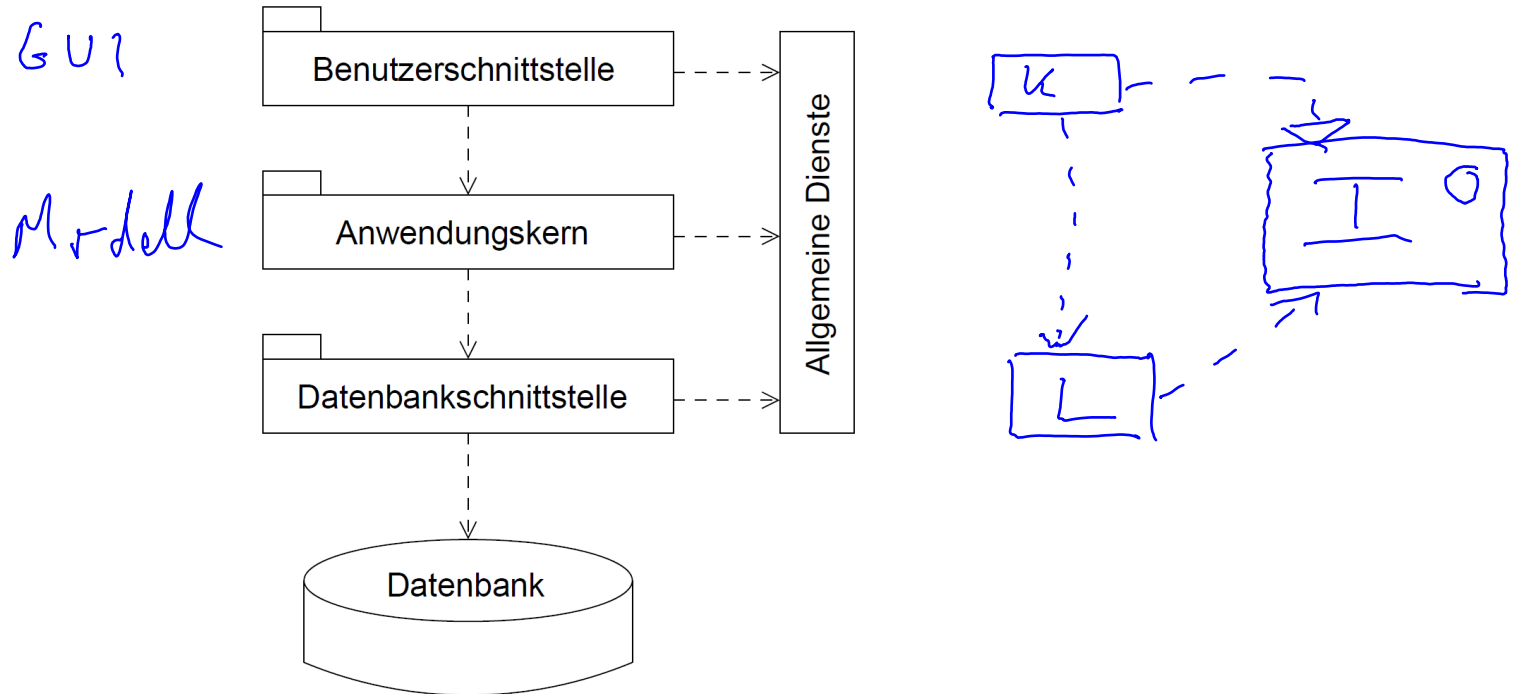 GUI
Benutzerschnittstelle
Allgemeine Dienste
K
I
Modell
Anwendungskern
Datenbankschnittstelle
L
Datenbank